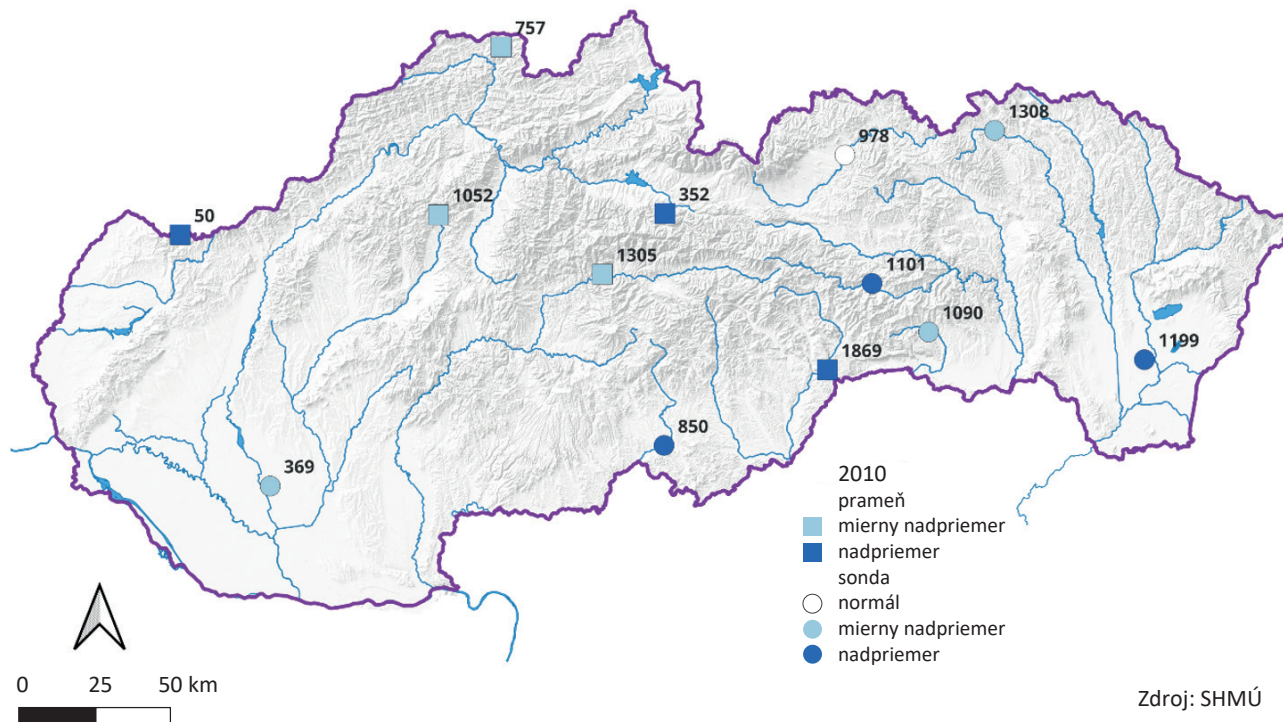 757
1308
978
1052
352
50
1305
1101
1090
1869
1199
850
369
2010
prameň
mierny nadpriemer
nadpriemer
sonda
normál
mierny nadpriemer
nadpriemer
0 25 50 km
Zdroj: SHMÚ